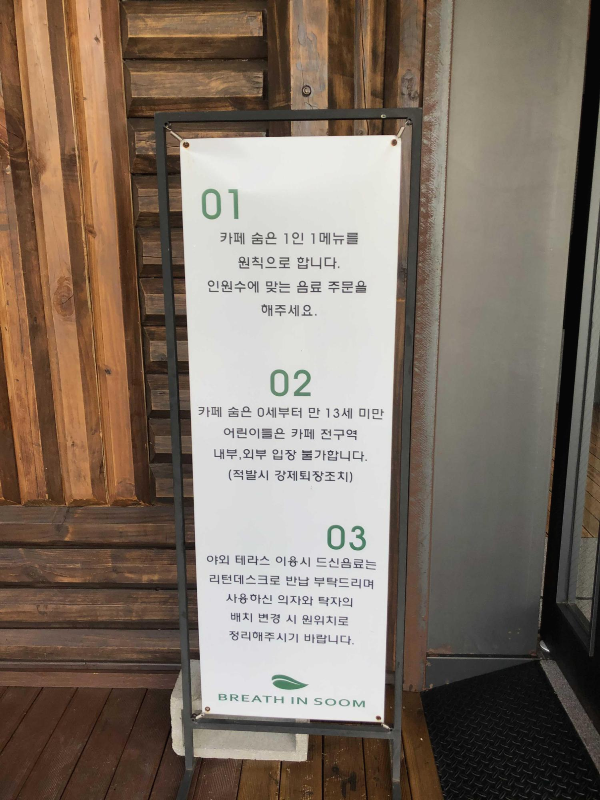 01
카페 숨은 1인 1메뉴를
원칙으로 합니다.
인원수에 맞는 음료 주문을
해주세요.
02
카페 숨은 0세부터 만 13세 미만
어린이들은 카페 전구역
내부,외부 입장 불가합니다.
(적발시 강제퇴장조치)
03
야외 테라스 이용시 드신음료는
리턴데스크로 반납 부탁드리며
사용하신 의자와 탁자의
배치 변경 시 원위치로
정리해주시기 바랍니다.
BREATH IN SOOM